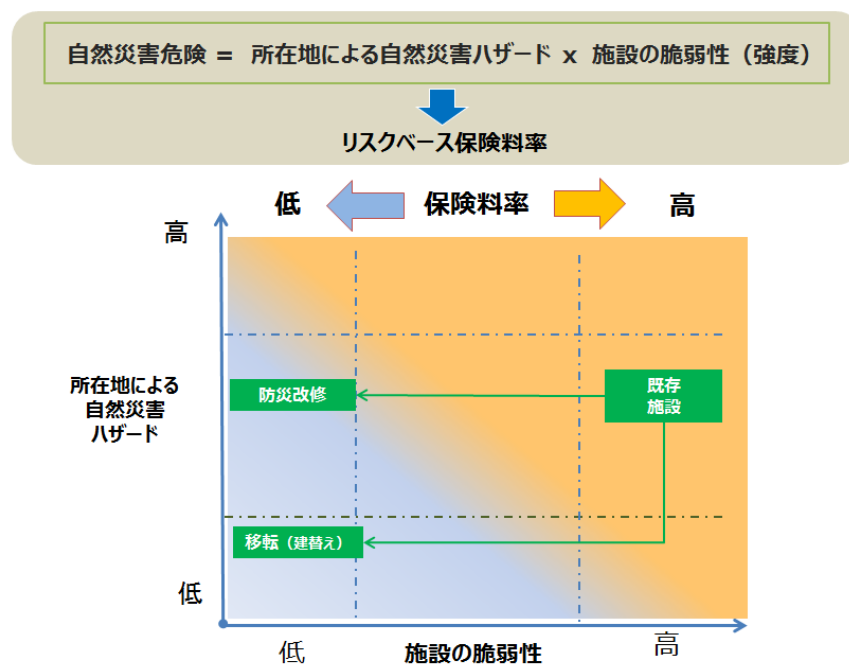 自然災害危険 = 所在地による自然災害ハザード x 施設の脆弱性（強度）
リスクベース保険料率
低 保険料率 高
高
所在地による
自然災害
ハザード
防災改修
既存
施設
移転（建替え）
低
低 施設の脆弱性 高